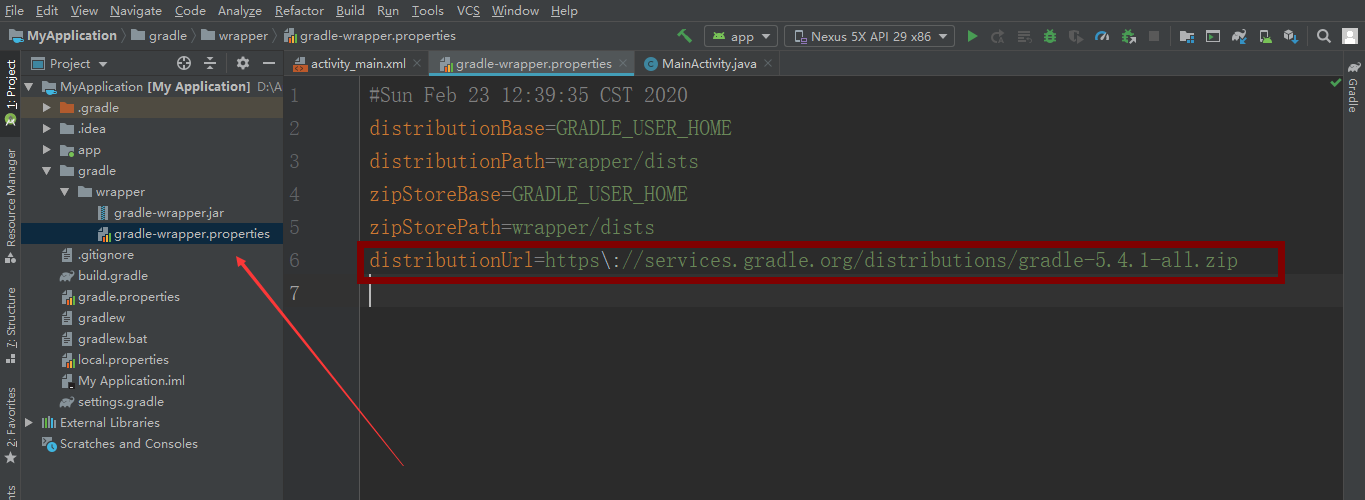 File Edit View Navigate Code Analyze Refactor Build Run Tools VCS Window Help
MyApplication gradle wrapper gradle-wrapper.properties app Nexus 5X API 29 x86
1: Project
Resource Manager
7: Structure
2: Favorites
Project
MyApplication [My Application] D:\A
.gradle
.idea
app
gradle
wrapper
gradle-wrapper.jar
gradle-wrapper.properties
.gitignore
build.gradle
gradle.properties
gradlew
gradlew.bat
local.properties
My Application.iml
settings.gradle
External Libraries
Scratches and Consoles
activity_main.xml gradle-wrapper.properties MainActivity.java
1 #Sun Feb 23 12:39:35 CST 2020
2 distributionBase=GRADLE_USER_HOME
3 distributionPath=wrapper/dists
4 zipStoreBase=GRADLE_USER_HOME
5 zipStorePath=wrapper/dists
6 distributionUrl=https\://services.gradle.org/distributions/gradle-5.4.1-all.zip
7
Gradle